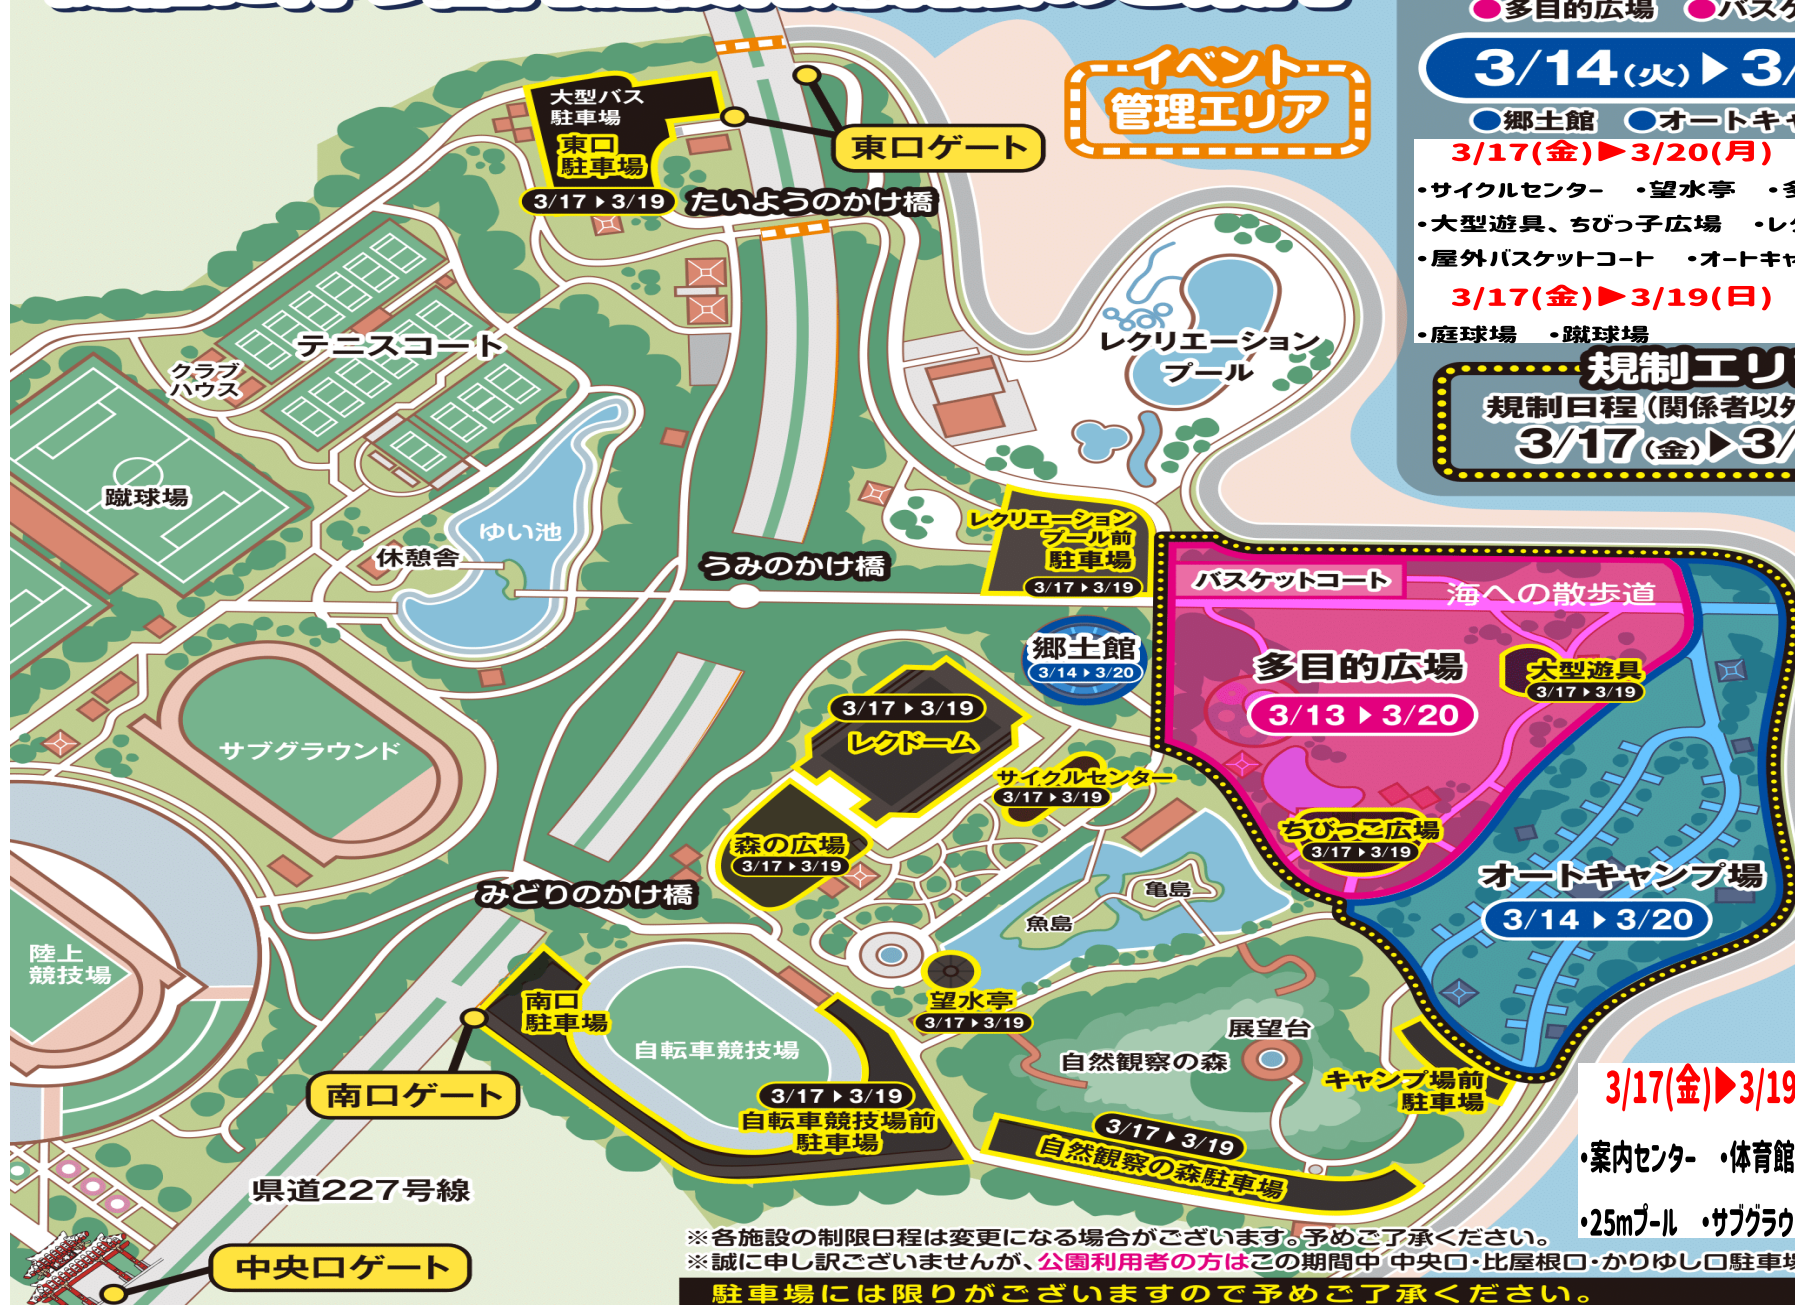 ●多目的広場 ●バスケ
3/14(火)▶3/
●郷土館 ●オートキャ
3/17(金)▶3/20(月)
・サイクルセンター ・望水亭 ・多
・大型遊具、ちびっ子広場 ・レク
・屋外バスケットコート ・オートキャ
3/17(金)▶3/19(日)
・庭球場 ・蹴球場
規制エリ
規制日程(関係者以外
3/17(金)▶3/
イベント
管理エリア
大型バス
駐車場
東口
駐車場
3/17▶3/19
東口ゲート
たいようのかけ橋
テニスコート
クラブ
ハウス
レクリエーション
プール
蹴球場
ゆい池
休憩舎
うみのかけ橋
レクリエーション
プール前
駐車場
3/17▶3/19
バスケットコート
海への散歩道
郷土館
3/14▶3/20
多目的広場
3/13▶3/20
大型遊具
3/17▶3/19
3/17▶3/19
レクドーム
サブグラウンド
サイクルセンター
3/17▶3/19
森の広場
3/17▶3/19
ちびっこ広場
3/17▶3/19
オートキャンプ場
3/14▶3/20
みどりのかけ橋
亀島
魚島
陸上
競技場
南口
駐車場
望水亭
3/17▶3/19
自転車競技場
展望台
自然観察の森
キャンプ場前
駐車場
南口ゲート
3/17▶3/19
自転車競技場前
駐車場
3/17▶3/19
自然観察の森駐車場
3/17(金)▶3/19
・案内センター ・体育館
・25mプール ・サブグラウ
県道227号線
中央口ゲート
※各施設の制限日程は変更になる場合がございます。予めご了承ください。
※誠に申し訳ございませんが、公園利用者の方はこの期間中 中央口・比屋根口・かりゆし口駐車場
駐車場には限りがございますので予めご了承ください。